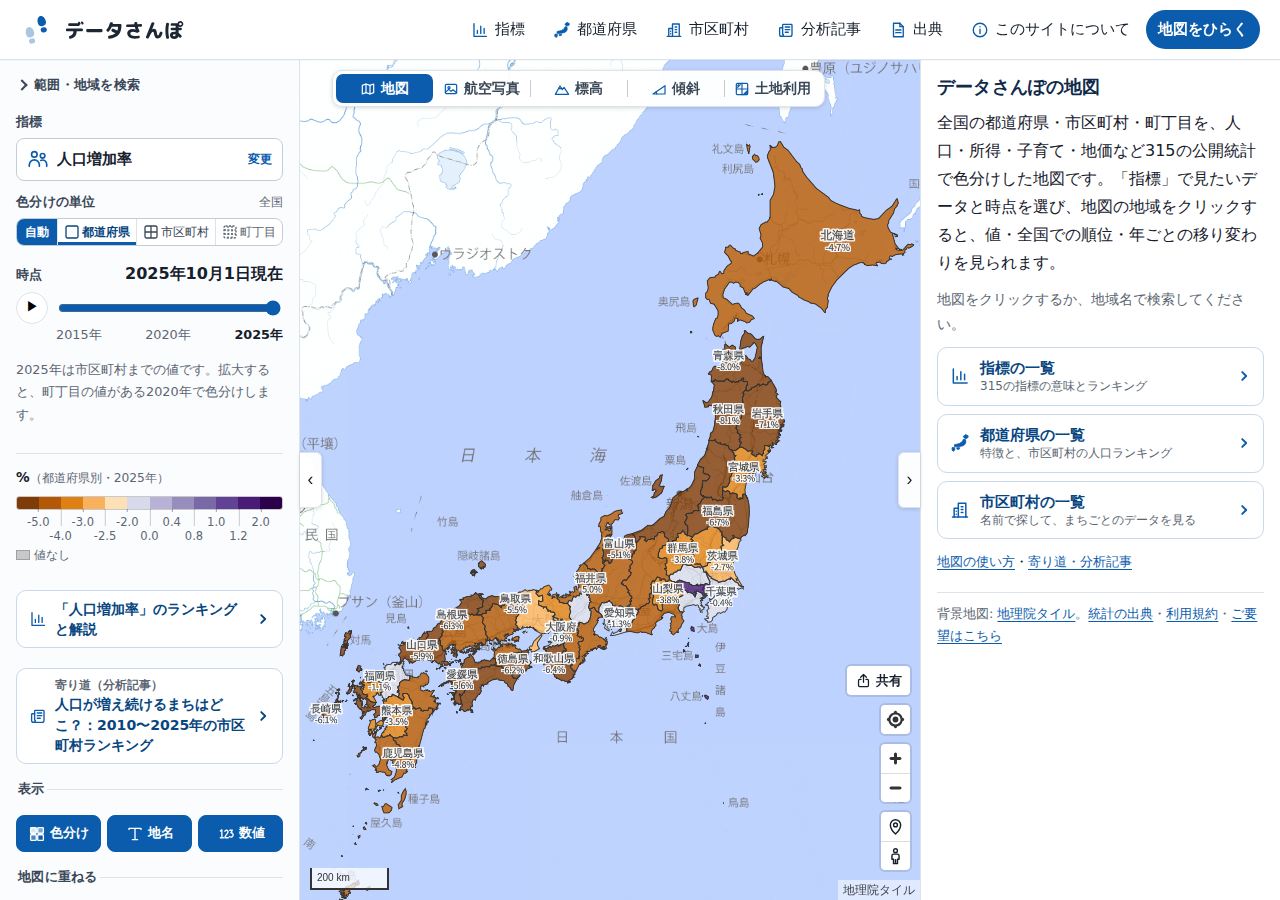 データさんぽ
指標
都道府県
市区町村
分析記事
出典
このサイトについて
地図をひらく
範囲・地域を検索
指標
人口増加率
変更
色分けの単位
全国
自動
都道府県
市区町村
町丁目
時点
2025年10月1日現在
2015年
2020年
2025年
2025年は市区町村までの値です。拡大する
と、町丁目の値がある2020年で色分けしま
す。
%（都道府県別・2025年）
-5.0
-3.0
-2.0
0.4
1.0
2.0
-4.0
-2.5
0.0
0.8
1.2
値なし
「人口増加率」のランキング
と解説
寄り道（分析記事）
人口が増え続けるまちはど
こ？：2010〜2025年の市区
町村ランキング
表示
色分け
地名
123 数値
地図に重ねる
地図
航空写真
標高
傾斜
土地利用
豊原（ユジノサハ
礼文島
利尻島
国
北海道
-4.7%
札幌
ウラジオストク
奥尻島
青森県
-8.0%
秋田県
-8.1%
岩手県
-7.1%
飛島
（平壌）
日本海
粟島
宮城県
-3.3%
佐渡島
舳倉島
福島県
-6.7%
竹島
民国
富山県
-5.1%
群馬県
-3.8%
茨城県
-2.7%
隠岐諸島
福井県
-5.0%
山梨県
-3.8%
千葉県
-0.4%
プサン（釜山）
鳥取県
-5.5%
島根県
-6.3%
見島
愛知県
-1.3%
大阪府
-0.9%
大島
対馬
山口県
-5.9%
徳島県
-6.2%
和歌山県
-6.4%
三宅島
伊豆諸島
福岡県
-1.1%
愛媛県
-5.6%
八丈島
長崎県
-6.1%
熊本県
-3.5%
日本国
鹿児島県
-4.8%
種子島
鳥島
屋久島
南
200 km
共有
地理院タイル
データさんぽの地図
全国の都道府県・市区町村・町丁目を、人
口・所得・子育て・地価など315の公開統計
で色分けした地図です。「指標」で見たいデ
ータと時点を選び、地図の地域をクリックす
ると、値・全国での順位・年ごとの移り変わ
りを見られます。
地図をクリックするか、地域名で検索してくださ
い。
指標の一覧
315の指標の意味とランキング
都道府県の一覧
特徴と、市区町村の人口ランキング
市区町村の一覧
名前で探して、まちごとのデータを見る
地図の使い方・寄り道・分析記事
背景地図: 地理院タイル。統計の出典・利用規約・ご要
望はこちら